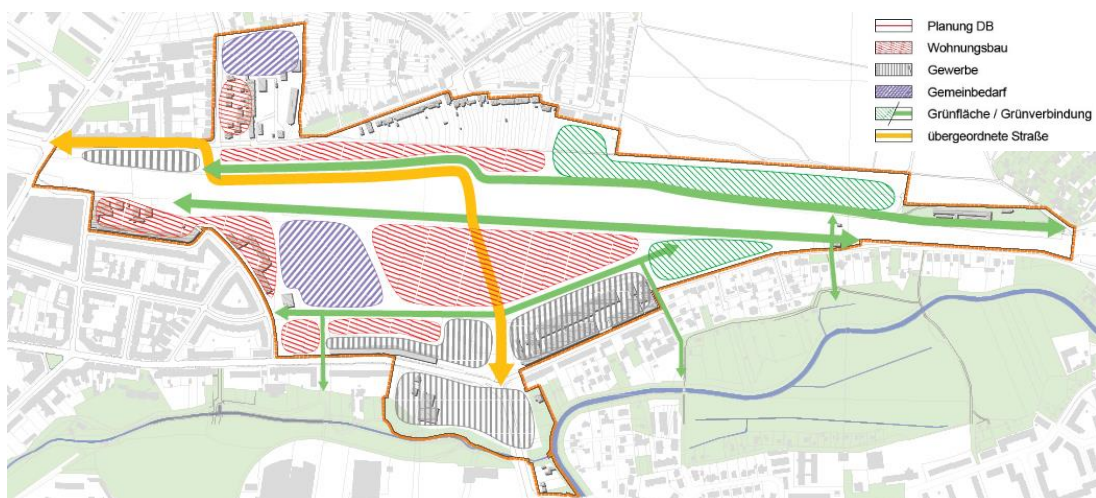 Planung DB
Wohnungsbau
Gewerbe
Gemeinbedarf
Grünfläche / Grünverbindung
übergeordnete Straße